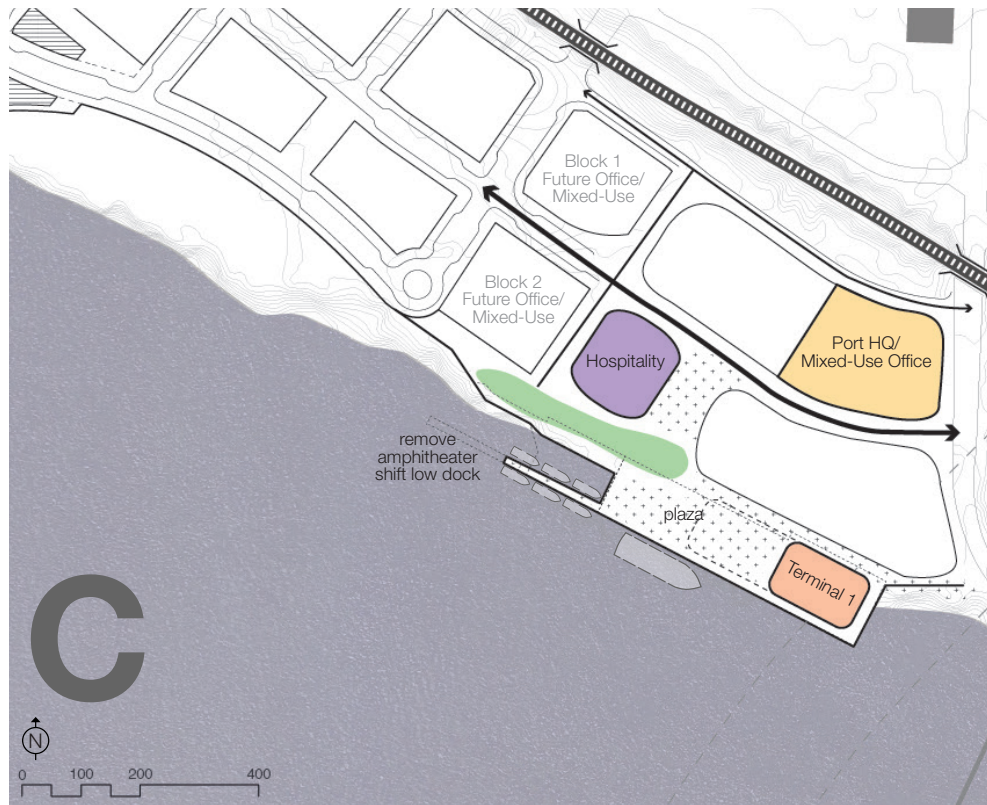 Block 1
Future Office/
Mixed-Use
Block 2
Future Office/
Mixed-Use
Port HQ/
Mixed-Use Office
Hospitality
remove
amphitheater
shift low dock
plaza
Terminal 1
C
N
0 100 200 400